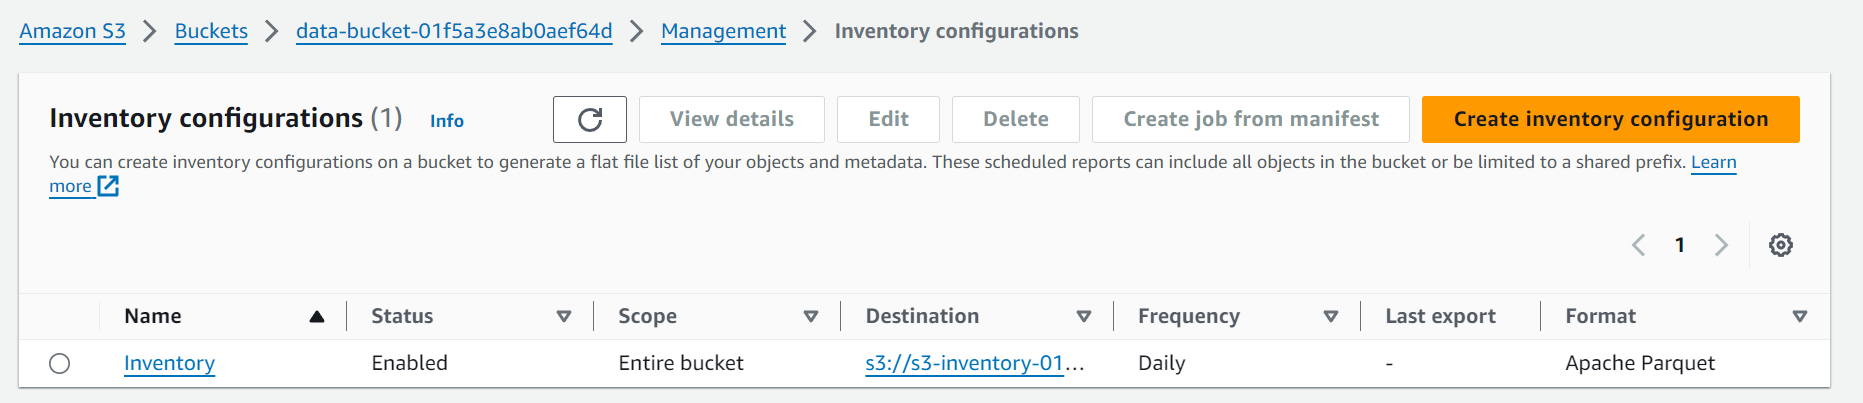 Amazon S3 > Buckets > data-bucket-01f5a3e8ab0aef64d > Management > Inventory configurations
Inventory configurations (1) Info View details Edit Delete Create job from manifest Create inventory configuration
You can create inventory configurations on a bucket to generate a flat file list of your objects and metadata. These scheduled reports can include all objects in the bucket or be limited to a shared prefix. Learn
more
1
Name Status Scope Destination Frequency Last export Format
Inventory Enabled Entire bucket s3://s3-inventory-01... Daily - Apache Parquet